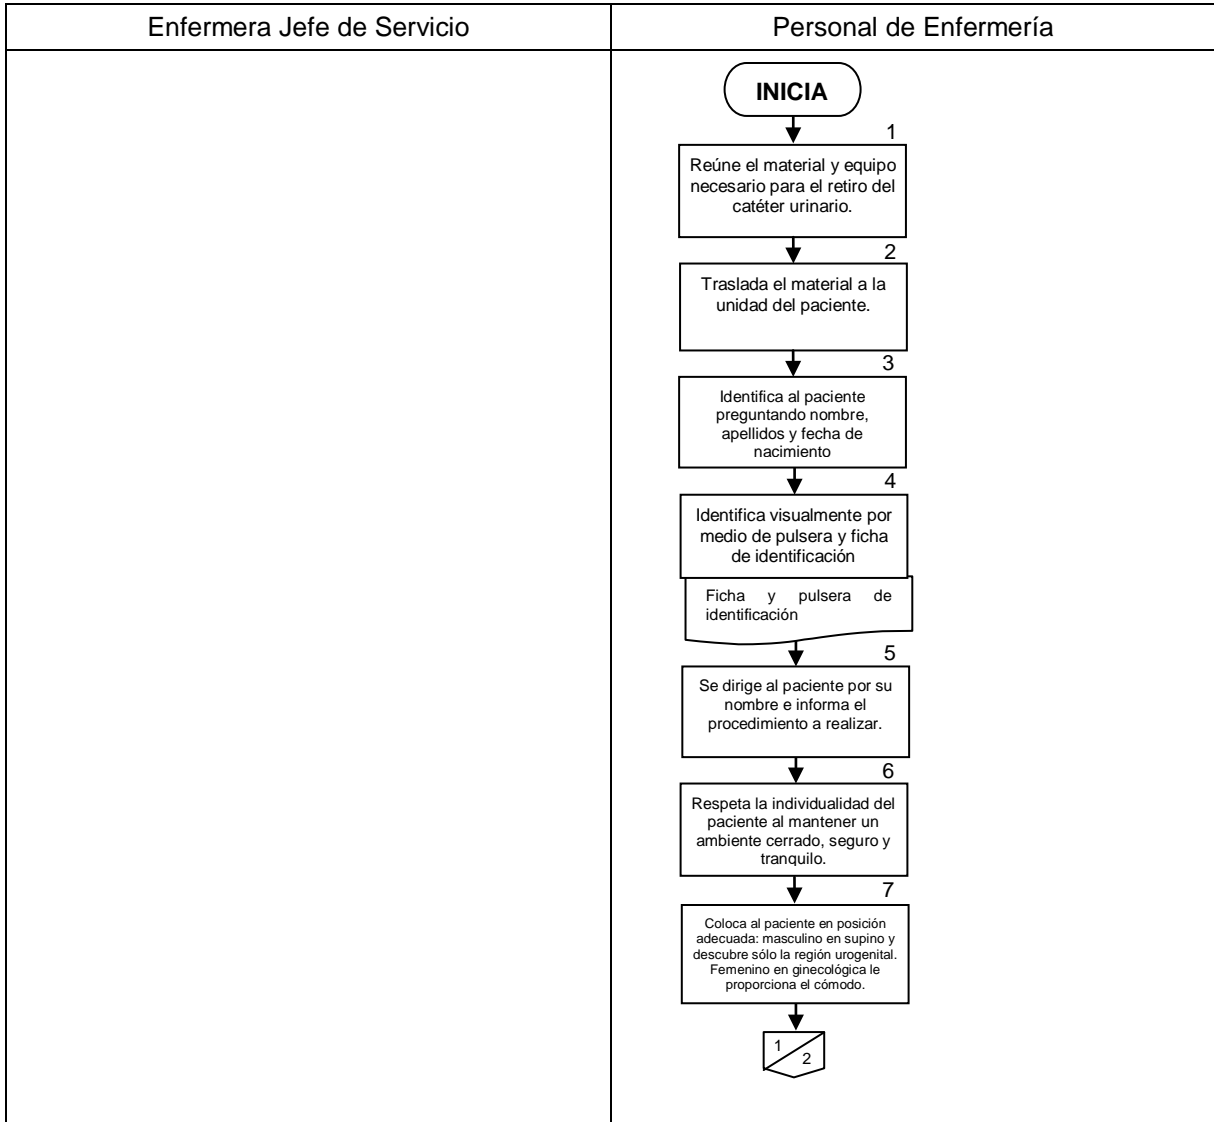 Enfermera Jefe de Servicio
Personal de Enfermería
INICIA
1
Reúne el material y equipo
necesario para el retiro del
catéter urinario.
2
Traslada el material a la
unidad del paciente.
3
Identifica al paciente
preguntando nombre,
apellidos y fecha de
nacimiento
4
Identifica visualmente por
medio de pulsera y ficha
de identificación
Ficha y pulsera de
identificación
5
Se dirige al paciente por su
nombre e informa el
procedimiento a realizar.
6
Respeta la individualidad del
paciente al mantener un
ambiente cerrado, seguro y
tranquilo.
7
Coloca al paciente en posición
adecuada: masculino en supino y
descubre sólo la región urogenital.
Femenino en ginecológica le
proporciona el cómodo.
1
2